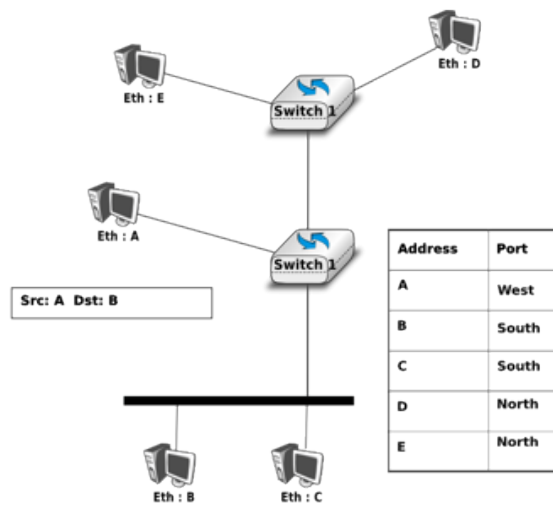 Eth : D
Eth : E
Switch 1
Eth : A
Switch 1
Src: A Dst: B
Address Port
A West
B South
C South
D North
E North
Eth : B
Eth : C